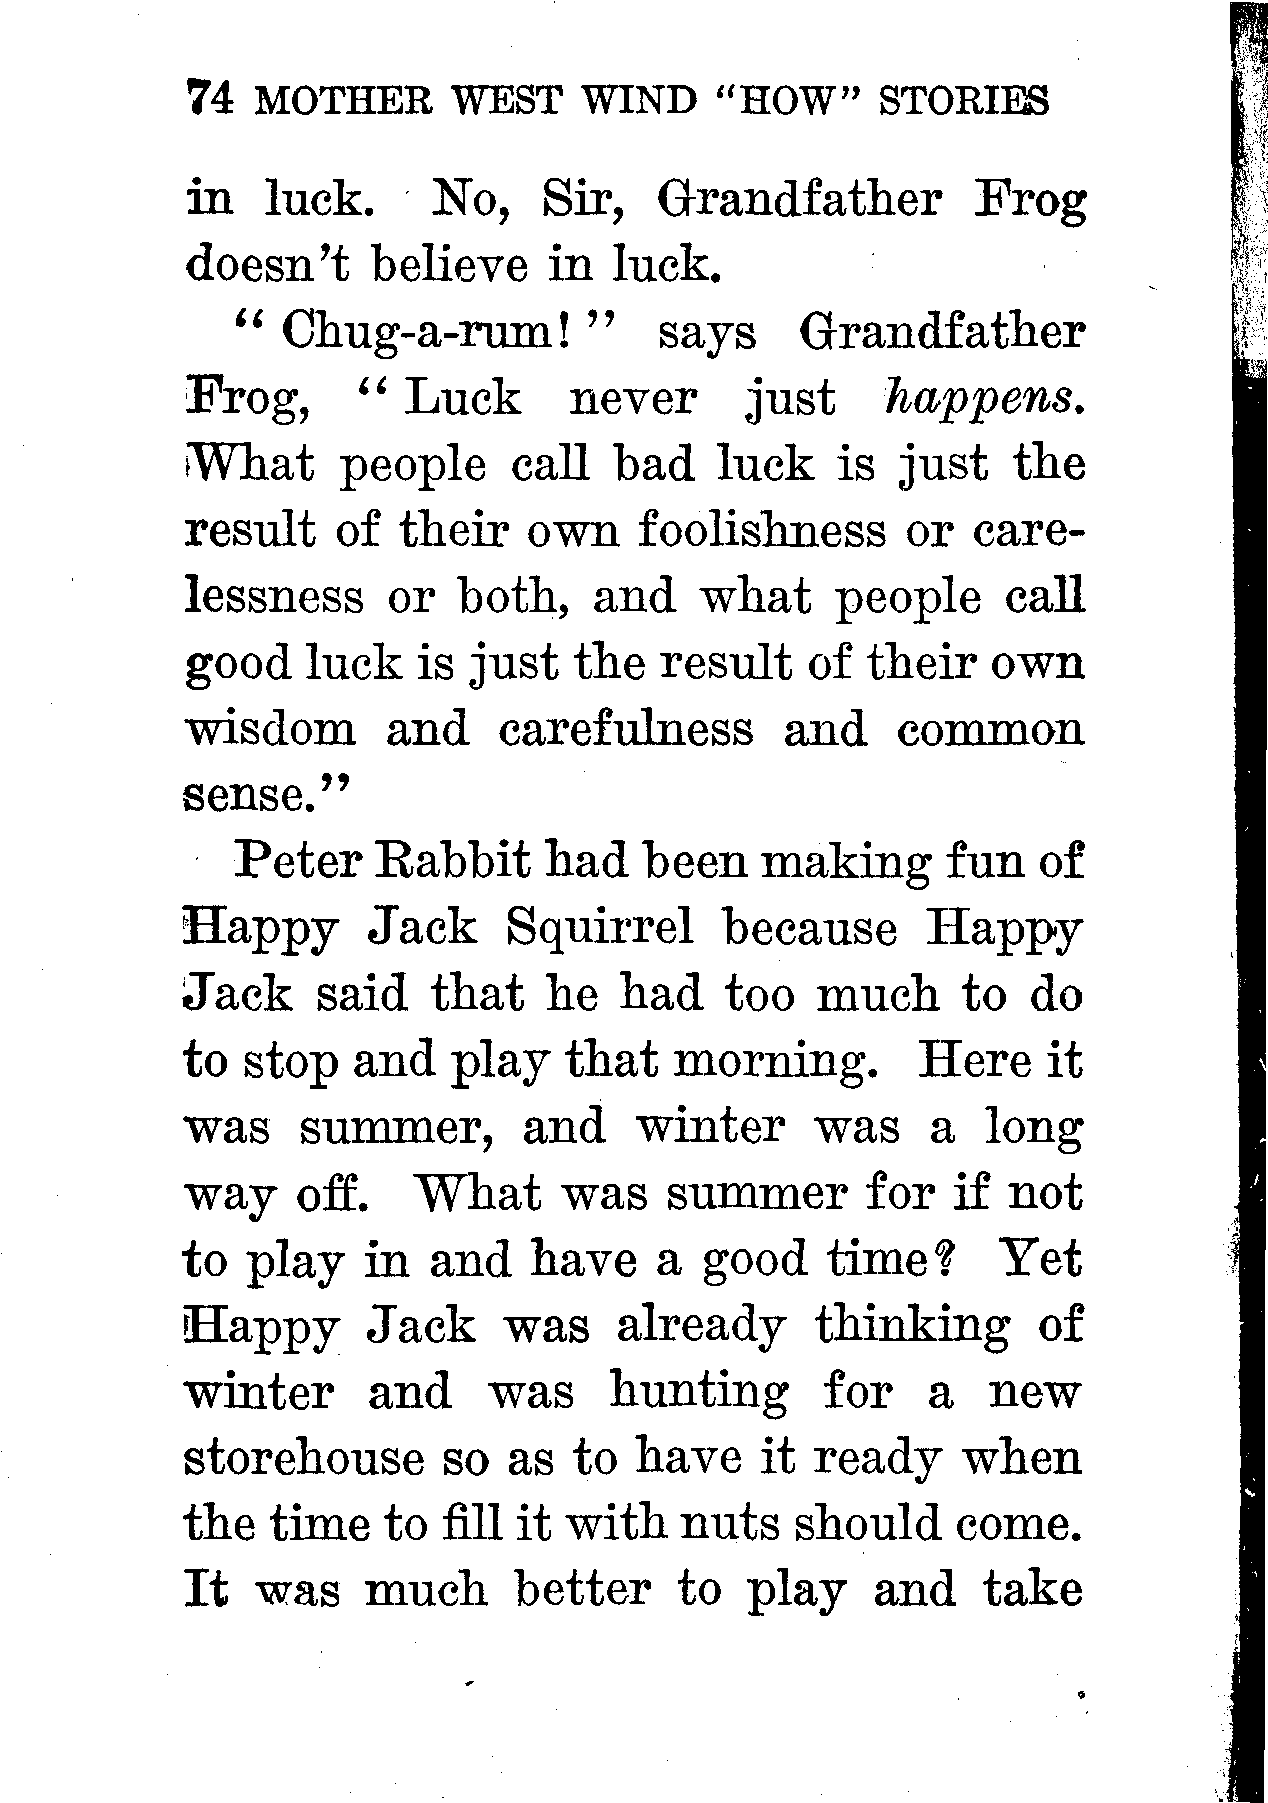 74 MOTHER WEST WIND "HOW" STORIES
in luck. No, Sir, Grandfather Frog
doesn't believe in luck.
"Chug-a-rum!" says Grandfather
Frog, "Luck never just happens.
What people call bad luck is just the
result of their own foolishness or care-
lessness or both, and what people call
good luck is just the result of their own
wisdom and carefulness and common
sense."
Peter Rabbit had been making fun of
Happy Jack Squirrel because Happy
Jack said that he had too much to do
to stop and play that morning. Here it
was summer, and winter was a long
way off. What was summer for if not
to play in and have a good time? Yet
Happy Jack was already thinking of
winter and was hunting for a new
storehouse so as to have it ready when
the time to fill it with nuts should come.
It was much better to play and take